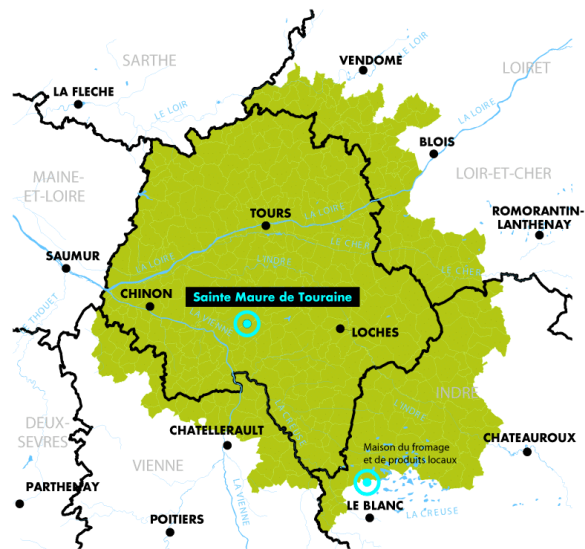 SARTHE
VENDOME
LE LOIR
LOIRET
LA FLECHE
LE LOIR
LA LOIRE
BLOIS
MAINE-
ET-LOIRE
LOIR-ET-CHER
ROMORANTIN-
LANTHENAY
TOURS
LA LOIRE
LE CHER
SAUMUR
LA LOIRE
L'INDRE
LE CHER
CHINON
Sainte Maure de Touraine
LE THOUET
LA VIENNE
LOCHES
INDRE
L'INDRE
LA CREUSE
DEUX-
SEVRES
CHATELLERAULT
Maison du fromage
et de produits locaux
CHATEAUROUX
VIENNE
PARTHENAY
LA VIENNE
LE BLANC
LA CREUSE
POITIERS